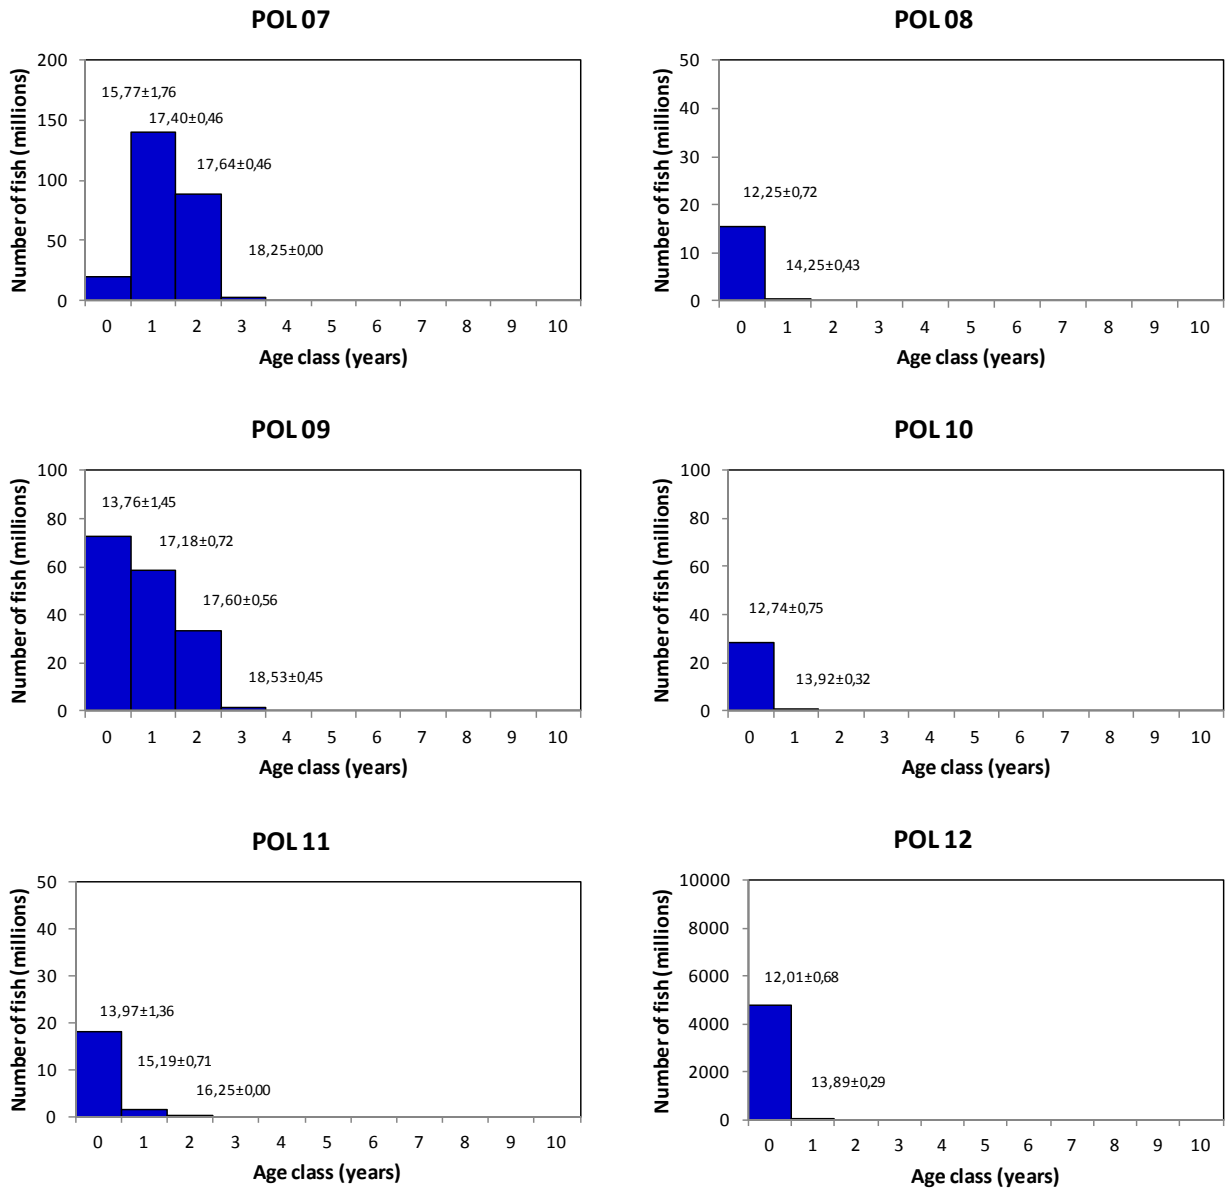 POL 07
Number of fish (millions)
200
150
100
50
0
15,77±1,76
17,40±0,46
17,64±0,46
18,25±0,00
0 1 2 3 4 5 6 7 8 9 10
Age class (years)
POL 08
Number of fish (millions)
50
40
30
20
10
0
12,25±0,72
14,25±0,43
0 1 2 3 4 5 6 7 8 9 10
Age class (years)
POL 09
Number of fish (millions)
100
80
60
40
20
0
13,76±1,45
17,18±0,72
17,60±0,56
18,53±0,45
0 1 2 3 4 5 6 7 8 9 10
Age class (years)
POL 10
Number of fish (millions)
100
80
60
40
20
0
12,74±0,75
13,92±0,32
0 1 2 3 4 5 6 7 8 9 10
Age class (years)
POL 11
Number of fish (millions)
50
40
30
20
10
0
13,97±1,36
15,19±0,71
16,25±0,00
0 1 2 3 4 5 6 7 8 9 10
Age class (years)
POL 12
Number of fish (millions)
10000
8000
6000
4000
2000
0
12,01±0,68
13,89±0,29
0 1 2 3 4 5 6 7 8 9 10
Age class (years)